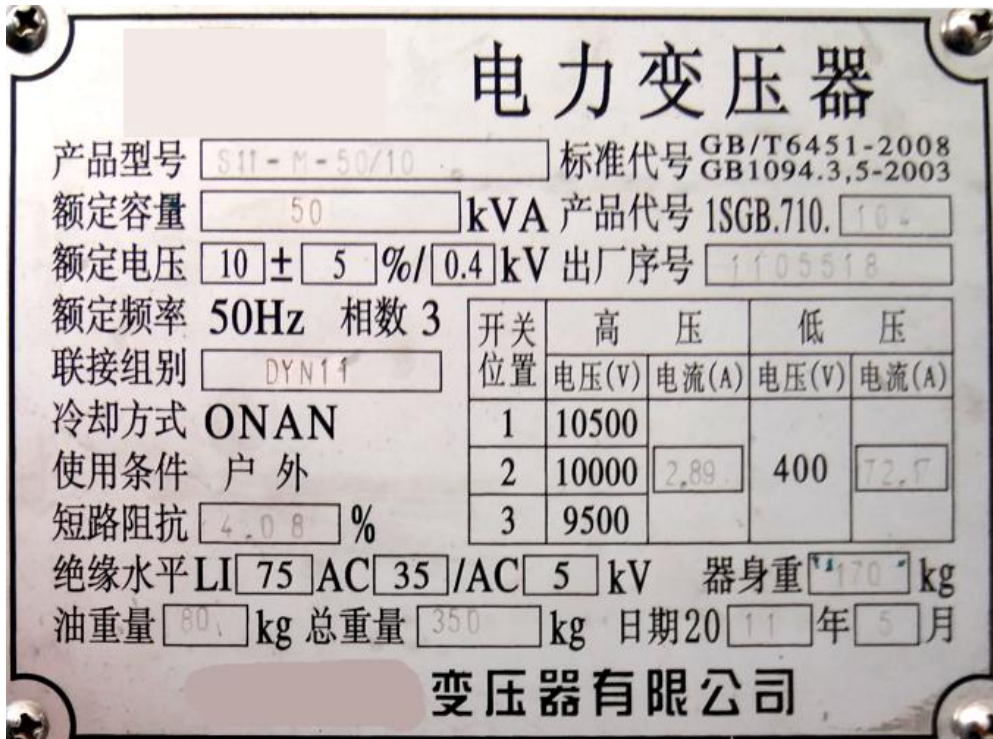 电力变压器
产品型号 S11-M-50/10 标准代号 GB/T6451-2008
GB1094.3,5-2003
额定容量 50 kVA 产品代号 1SGB.710.
额定电压 10 ± 5 %/ 0.4 kV 出厂序号 1105518
额定频率 50Hz 相数 3
联接组别 DYN11
冷却方式 ONAN
使用条件 户外
短路阻抗 4.08 %
开关位置 高压 低压
电压(V) 电流(A) 电压(V) 电流(A)
1 10500
2 10000 2.89 400 72.17
3 9500
绝缘水平 LI 75 AC 35 /AC 5 kV 器身重 170 kg
油重量 80 kg 总重量 350 kg 日期 20 11 年 5 月
变压器有限公司